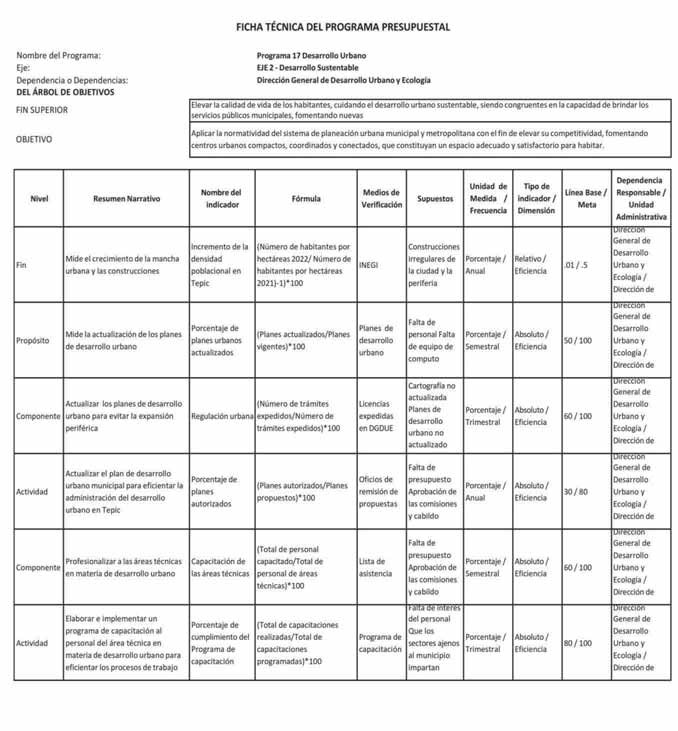 FICHA TÉCNICA DEL PROGRAMA PRESUPUESTAL
Nombre del Programa: Programa 17 Desarrollo Urbano
Eje: EJE 2 - Desarrollo Sustentable
Dependencia o Dependencias: Dirección General de Desarrollo Urbano y Ecología
DEL ÁRBOL DE OBJETIVOS
FIN SUPERIOR
Elevar la calidad de vida de los habitantes, cuidando el desarrollo urbano sustentable, siendo congruentes en la capacidad de brindar los
servicios públicos municipales, fomentando nuevas
OBJETIVO
Aplicar la normatividad del sistema de planeación urbana municipal y metropolitana con el fin de elevar su competitividad, fomentando
centros urbanos compactos, coordinados y conectados, que constituyan un espacio adecuado y satisfactorio para habitar.
Nivel
Resumen Narrativo
Nombre del
indicador
Fórmula
Medios de
Verificación
Supuestos
Unidad de
Medida /
Frecuencia
Tipo de
indicador /
Dimensión
Línea Base /
Meta
Dependencia
Responsable /
Unidad
Administrativa
Fin
Mide el crecimiento de la mancha
urbana y las construcciones
Incremento de la
densidad
poblacional en
Tepic
(Número de habitantes por
hectáreas 2022/ Número de
habitantes por hectáreas
2021)-1)*100
INEGI
Construcciones
irregulares de
la ciudad y la
periferia
Porcentaje /
Anual
Relativo /
Eficiencia
.01 / .5
Dirección
General de
Desarrollo
Urbano y
Ecología /
Dirección de
Propósito
Mide la actualización de los planes
de desarrollo urbano
Porcentaje de
planes urbanos
actualizados
(Planes actualizados/Planes
vigentes)*100
Planes de
desarrollo
urbano
Falta de
personal Falta
de equipo de
computo
Porcentaje /
Semestral
Absoluto /
Eficiencia
50 / 100
Dirección
General de
Desarrollo
Urbano y
Ecología /
Dirección de
Componente
Actualizar los planes de desarrollo
urbano para evitar la expansión
periférica
Regulación urbana
(Número de trámites
expedidos/Número de
trámites expedidos)*100
Licencias
expedidas
en DGDUE
Cartografía no
actualizada
Planes de
desarrollo
urbano no
actualizado
Porcentaje /
Trimestral
Absoluto /
Eficiencia
60 / 100
Dirección
General de
Desarrollo
Urbano y
Ecología /
Dirección de
Actividad
Actualizar el plan de desarrollo
urbano municipal para eficientar la
administración del desarrollo
urbano en Tepic
Porcentaje de
planes
autorizados
(Planes autorizados/Planes
propuestos)*100
Oficios de
remisión de
propuestas
Falta de
presupuesto
Aprobación de
las comisiones
y cabildo
Porcentaje /
Anual
Absoluto /
Eficiencia
30 / 80
Dirección
General de
Desarrollo
Urbano y
Ecología /
Dirección de
Componente
Profesionalizar a las áreas técnicas
en materia de desarrollo urbano
Capacitación de
las áreas técnicas
(Total de personal
capacitado/Total de
personal de áreas
técnicas)*100
Lista de
asistencia
Falta de
presupuesto
Aprobación de
las comisiones
y cabildo
Porcentaje /
Semestral
Absoluto /
Eficiencia
60 / 100
Dirección
General de
Desarrollo
Urbano y
Ecología /
Dirección de
Actividad
Elaborar e implementar un
programa de capacitación al
personal del área técnica en
materia de desarrollo urbano para
eficientar los procesos de trabajo
Porcentaje de
cumplimiento del
Programa de
capacitación
(Total de capacitaciones
realizadas/Total de
capacitaciones
programadas)*100
Programa de
capacitación
Falta de interés
del personal
Que los
sectores ajenos
al municipio
impartan
Porcentaje /
Trimestral
Absoluto /
Eficiencia
80 / 100
Dirección
General de
Desarrollo
Urbano y
Ecología /
Dirección de